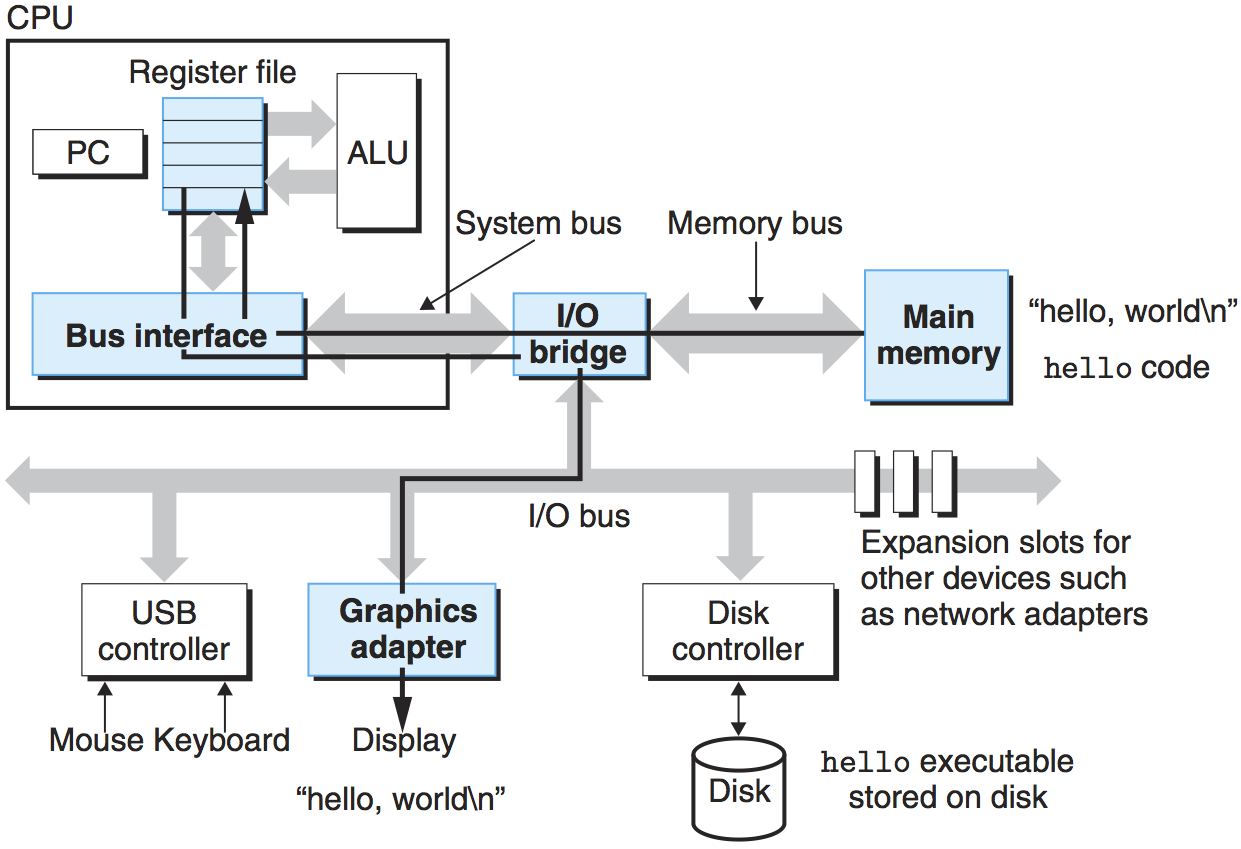 CPU
Register file
PC
ALU
System bus
Memory bus
Bus interface
I/O
bridge
Main
memory
“hello, world\n”
hello code
I/O bus
Expansion slots for
other devices such
as network adapters
USB
controller
Graphics
adapter
Disk
controller
Mouse Keyboard
Display
“hello, world\n”
Disk
hello executable
stored on disk